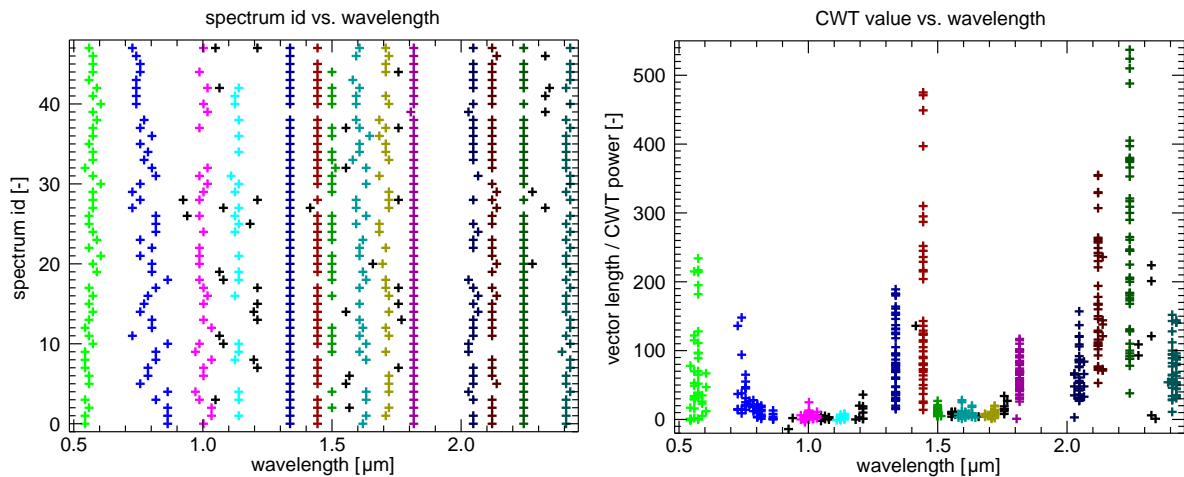 spectrum id vs. wavelength
spectrum id [-]
40
30
20
10
0
0.5 1.0 1.5 2.0
wavelength [µm]
CWT value vs. wavelength
vector length / CWT power [-]
500
400
300
200
100
0
0.5 1.0 1.5 2.0
wavelength [µm]